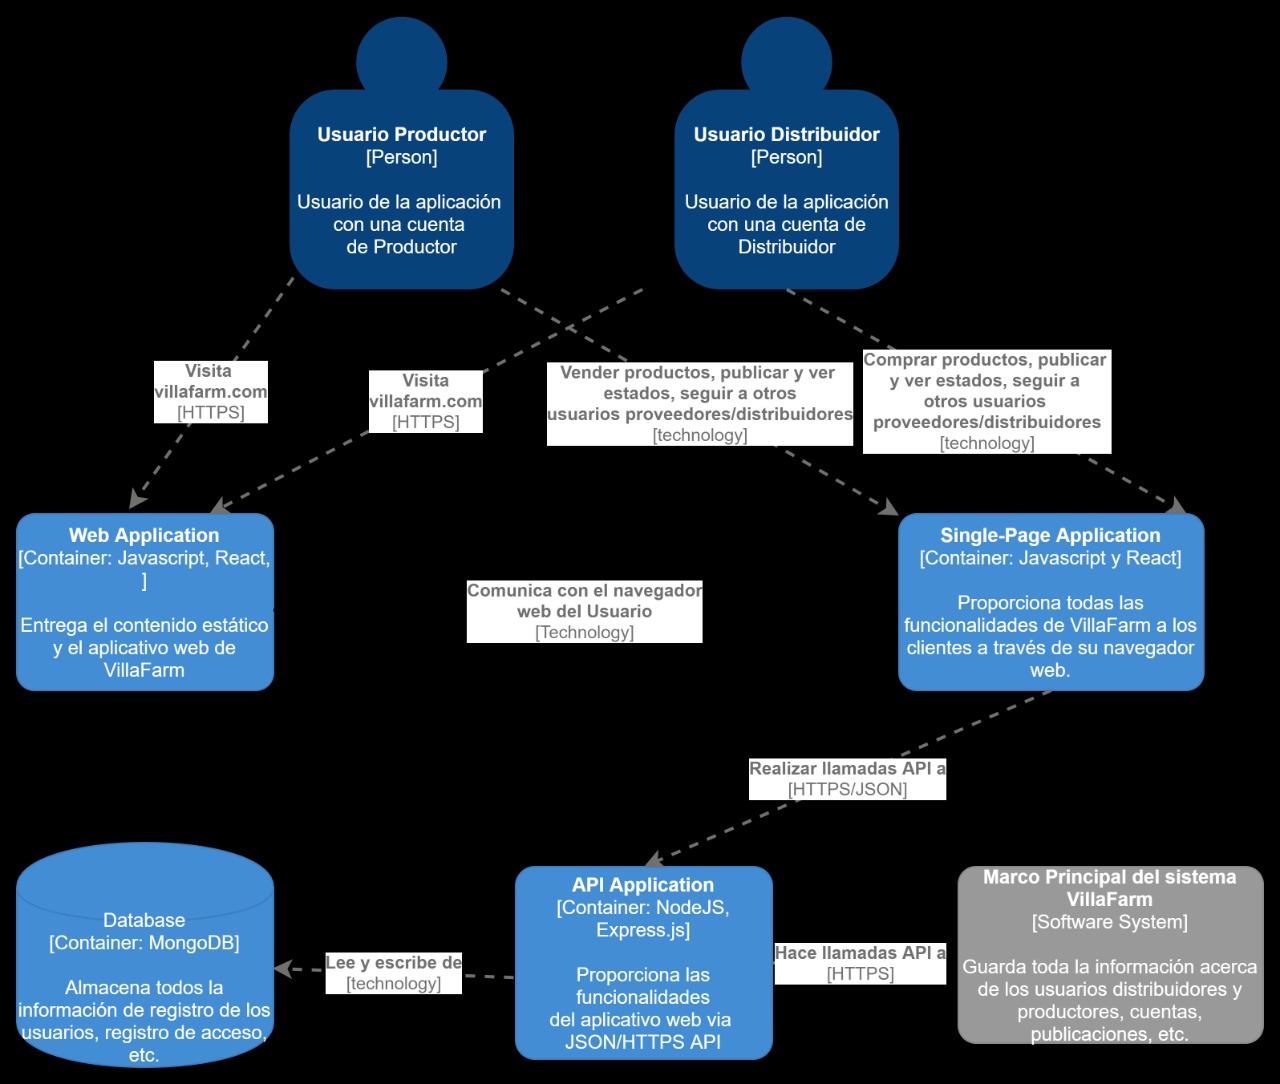 Usuario Productor
[Person]
Usuario de la aplicación
con una cuenta
de Productor
Usuario Distribuidor
[Person]
Usuario de la aplicación
con una cuenta de
Distribuidor
Visita
villafarm.com
[HTTPS]
Visita
villafarm.com
[HTTPS]
Vender productos, publicar y ver
estados, seguir a otros
usuarios proveedores/distribuidores
[technology]
Comprar productos, publicar
y ver estados, seguir a
otros usuarios
proveedores/distribuidores
[technology]
Web Application
[Container: Javascript, React,
]
Entrega el contenido estático
y el aplicativo web de
VillaFarm
Comunica con el navegador
web del Usuario
[Technology]
Single-Page Application
[Container: Javascript y React]
Proporciona todas las
funcionalidades de VillaFarm a los
clientes a través de su navegador
web.
Realizar llamadas API a
[HTTPS/JSON]
Database
[Container: MongoDB]
Almacena todos la
información de registro de los
usuarios, registro de acceso,
etc.
Lee y escribe de
[technology]
API Application
[Container: NodeJS,
Express.js]
Proporciona las
funcionalidades
del aplicativo web via
JSON/HTTPS API
Hace llamadas API a
[HTTPS]
Marco Principal del sistema
VillaFarm
[Software System]
Guarda toda la información acerca
de los usuarios distribuidores y
productores, cuentas,
publicaciones, etc.